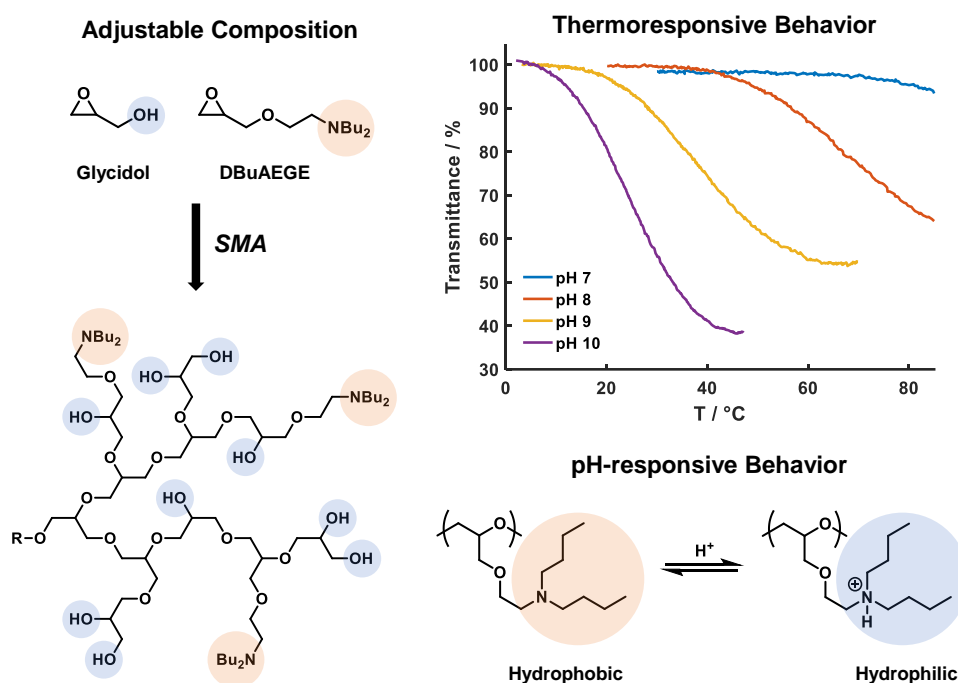 Adjustable Composition
O
OH
Glycidol
O
O
NBu2
DBuAEGE
SMA
NBu2
O
HO
O
HO
OH
O
O
O
O
NBu2
HO
O
R
O
O
O
HO
O
O
O
OH
OH
O
HO
HO
O
Bu2N
Thermoresponsive Behavior
Transmittance / %
100
90
80
70
60
50
40
30
pH 7
pH 8
pH 9
pH 10
0
20
40
60
80
T / °C
pH-responsive Behavior
O
O
N
Hydrophobic
H+
O
O
N
⊕
H
Hydrophilic